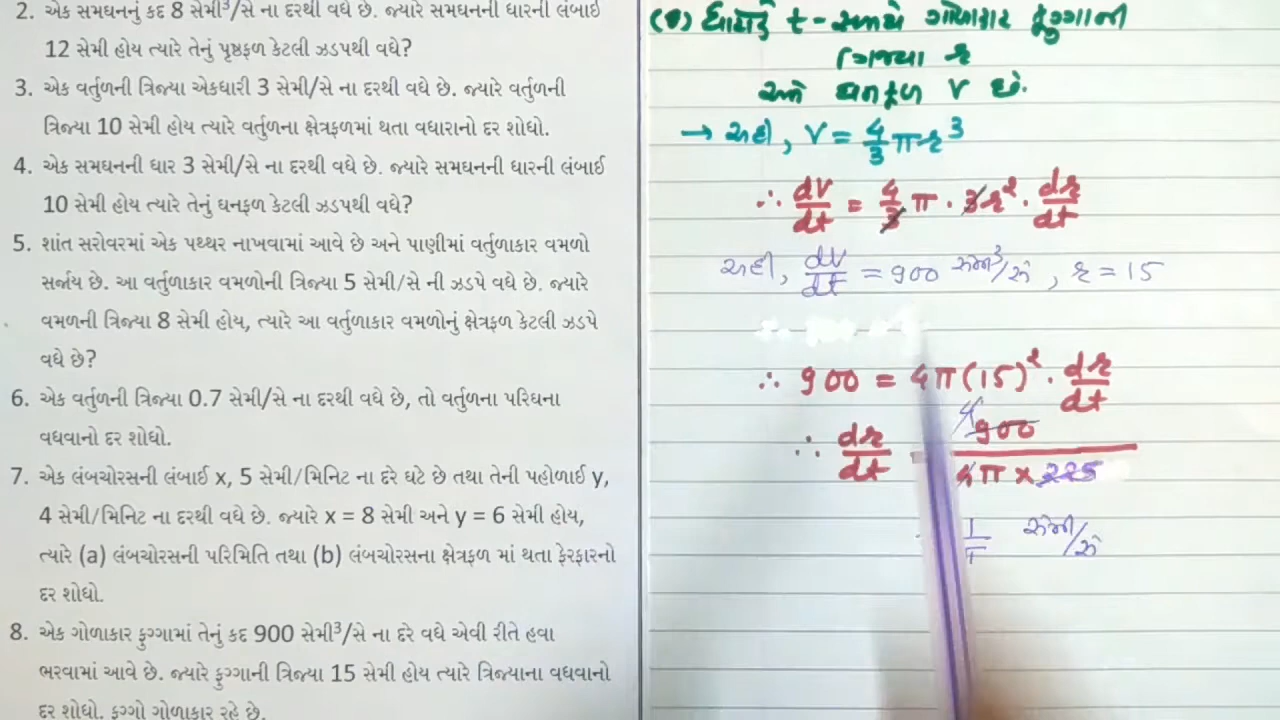 2. એક સમઘનનું કદ 8 સેમી³/સે ના દરથી વધે છે. જ્યારે સમઘનની ધારની લંબાઈ
12 સેમી હોય ત્યારે તેનું પૃષ્ઠફળ કેટલી ઝડપથી વધે?
3. એક વર્તુળની ત્રિજ્યા એકધારી 3 સેમી/સે ના દરથી વધે છે. જ્યારે વર્તુળની
ત્રિજ્યા 10 સેમી હોય ત્યારે વર્તુળના ક્ષેત્રફળમાં થતા વધારાનો દર શોધો.
4. એક સમઘનની ધાર 3 સેમી/સે ના દરથી વધે છે. જ્યારે સમઘનની ધારની લંબાઈ
10 સેમી હોય ત્યારે તેનું ઘનફળ કેટલી ઝડપથી વધે?
5. શાંત સરોવરમાં એક પથ્થર નાખવામાં આવે છે અને પાણીમાં વર્તુળાકાર વમળો
સર્જાય છે. આ વર્તુળાકાર વમળોની ત્રિજ્યા 5 સેમી/સે ની ઝડપે વધે છે. જ્યારે
વમળની ત્રિજ્યા 8 સેમી હોય, ત્યારે આ વર્તુળાકાર વમળોનું ક્ષેત્રફળ કેટલી ઝડપે
વધે છે?
6. એક વર્તુળની ત્રિજ્યા 0.7 સેમી/સે ના દરથી વધે છે, તો વર્તુળના પરિઘના
વધવાનો દર શોધો.
7. એક લંબચોરસની લંબાઈ x, 5 સેમી/મિનિટ ના દરે ઘટે છે તથા તેની પહોળાઈ y,
4 સેમી/મિનિટ ના દરથી વધે છે. જ્યારે x = 8 સેમી અને y = 6 સેમી હોય,
ત્યારે (a) લંબચોરસની પરિમિતિ તથા (b) લંબચોરસના ક્ષેત્રફળ માં થતા ફેરફારનો
દર શોધો.
8. એક ગોળાકાર ફુગ્ગામાં તેનું કદ 900 સેમી³/સે ના દરે વધે એવી રીતે હવા
ભરવામાં આવે છે. જ્યારે ફુગ્ગાની ત્રિજ્યા 15 સેમી હોય ત્યારે ત્રિજ્યાના વધવાનો
દર શોધો. ફુગ્ગો ગોળાકાર રહે છે.
(૮) ધારોકે t - સમયે ગોળાકાર ફુગ્ગાની
ત્રિજ્યા r
અને ઘનફળ V છે.
→ અહીં, V = 4/3 πr³
∴ dV/dt = 4/3 π · 3r² · dr/dt
અહીં, dV/dt = 900 સેમી³/સે, r = 15
∴ 900 = 4π(15)² · dr/dt
∴ dr/dt = 900 / 4π × 225
સેમી/સે